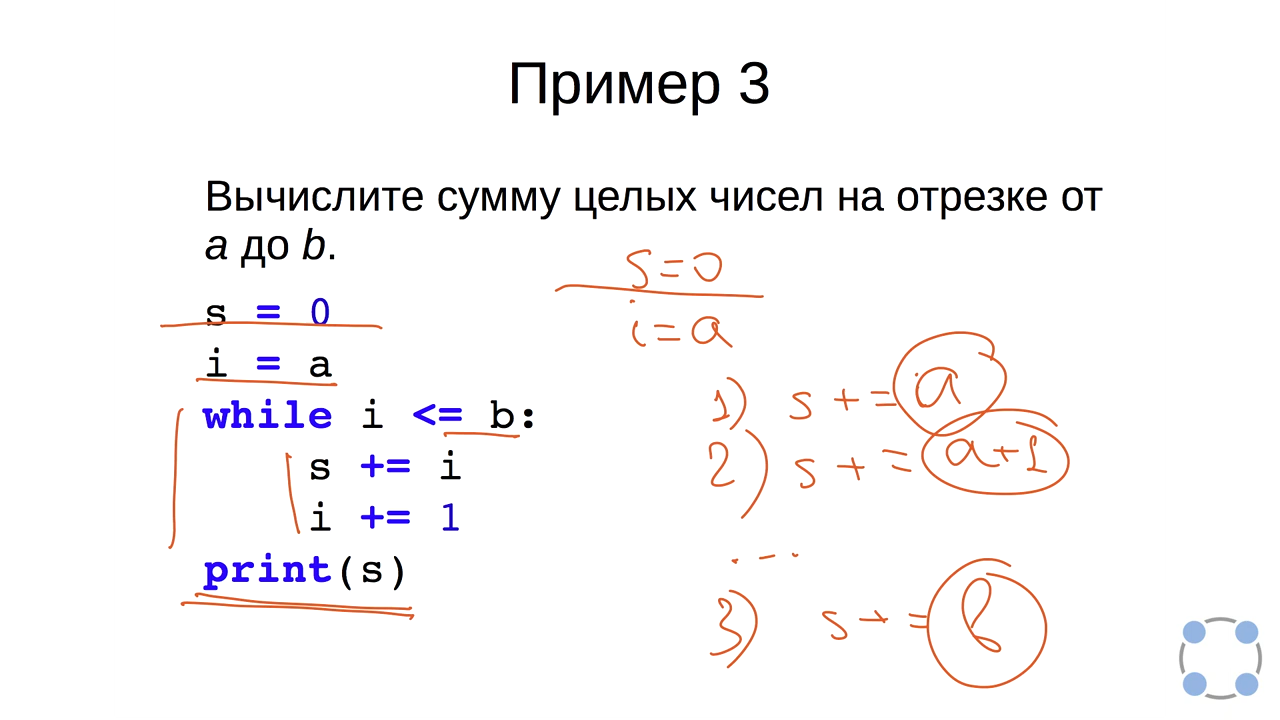 Пример 3
Вычислите сумму целых чисел на отрезке от
a до b.
s = 0
i = a
while i <= b:
    s += i
    i += 1
print(s)
s=0
i=a
1) s+=a
2) s+=a+1
...
3) s+=b